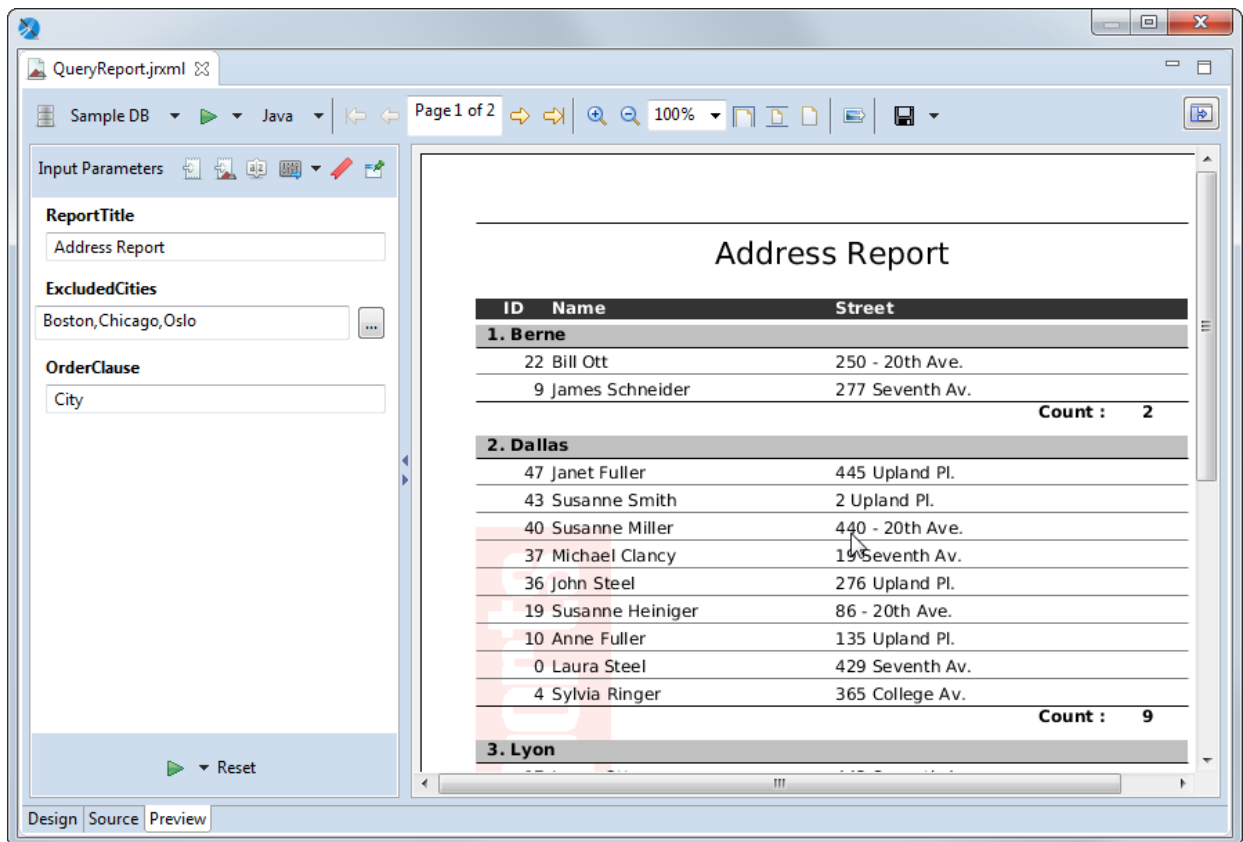 QueryReport.jrxml
Sample DB Java Page 1 of 2 100%
Input Parameters
ReportTitle
Address Report
ExcludedCities
Boston,Chicago,Oslo ...
OrderClause
City
Reset
Address Report
ID Name Street
1. Berne
22 Bill Ott 250 - 20th Ave.
9 James Schneider 277 Seventh Av.
Count : 2
2. Dallas
47 Janet Fuller 445 Upland Pl.
43 Susanne Smith 2 Upland Pl.
40 Susanne Miller 440 - 20th Ave.
37 Michael Clancy 19 Seventh Av.
36 John Steel 276 Upland Pl.
19 Susanne Heiniger 86 - 20th Ave.
10 Anne Fuller 135 Upland Pl.
0 Laura Steel 429 Seventh Av.
4 Sylvia Ringer 365 College Av.
Count : 9
3. Lyon
Design Source Preview